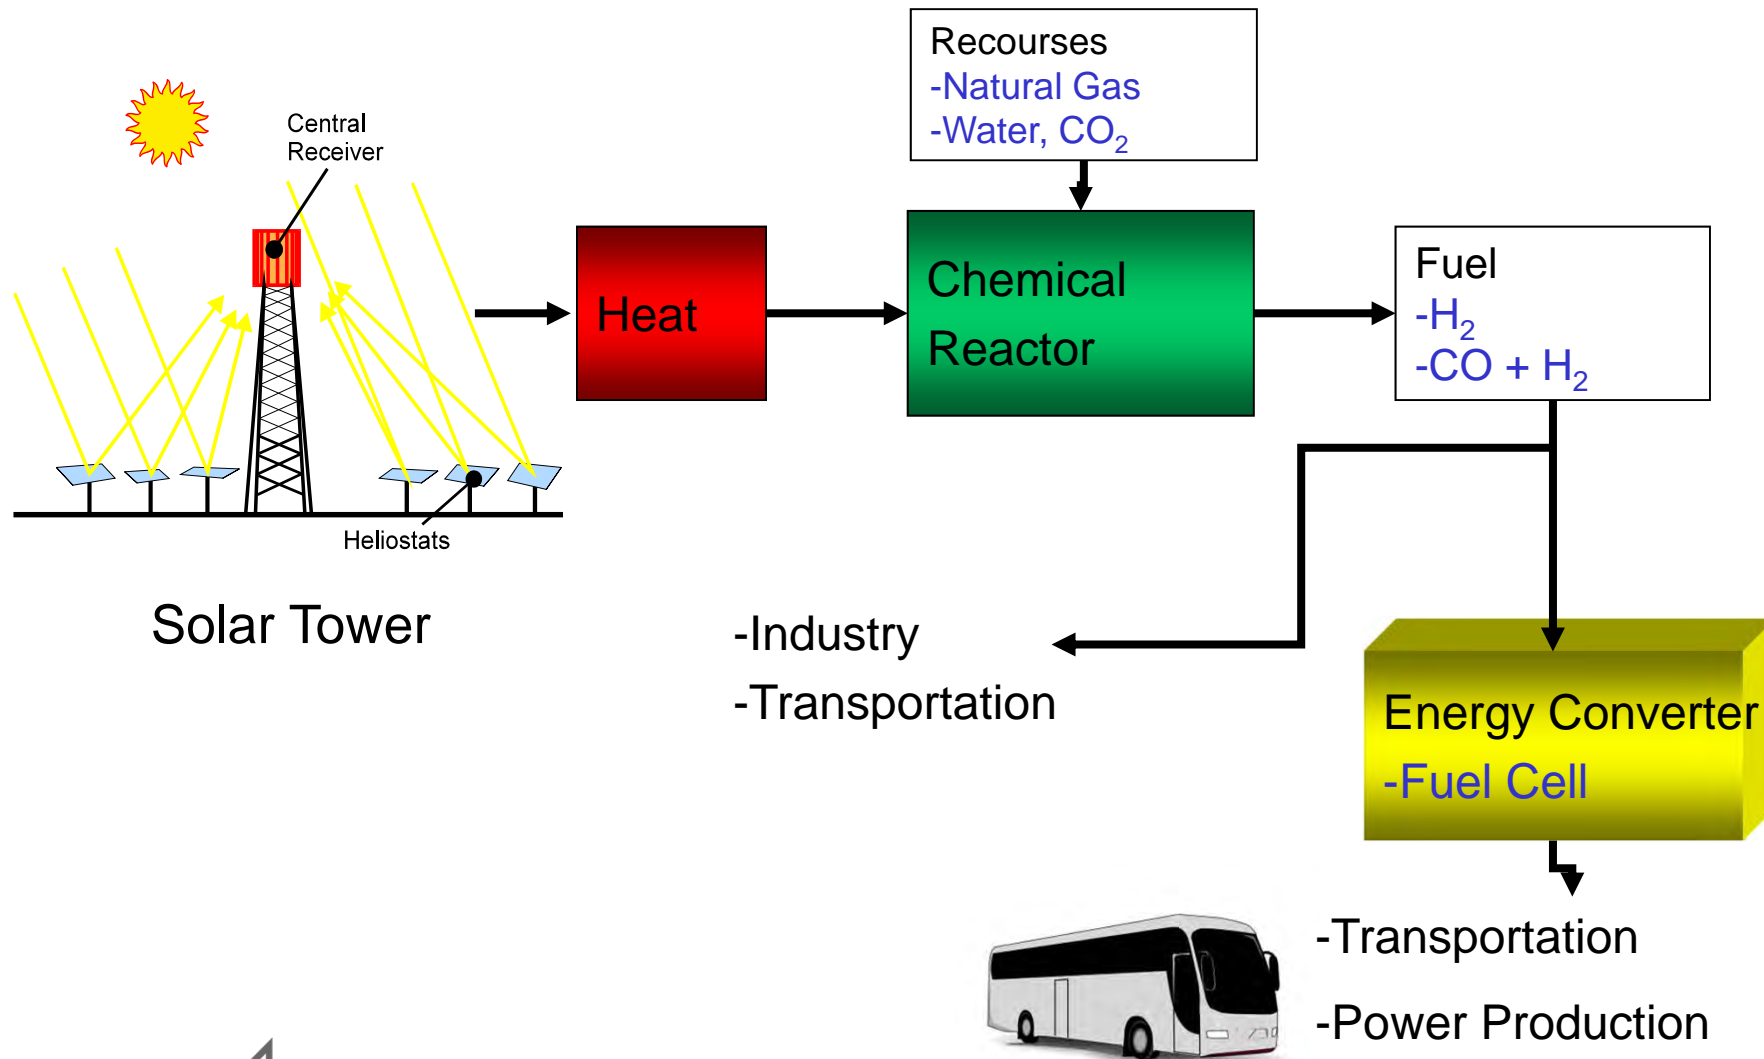 Recourses
-Natural Gas
-Water, CO₂
Central
Receiver
Heat
Chemical
Reactor
Fuel
-H₂
-CO + H₂
Heliostats
Solar Tower
-Industry
-Transportation
Energy Converter
-Fuel Cell
-Transportation
-Power Production